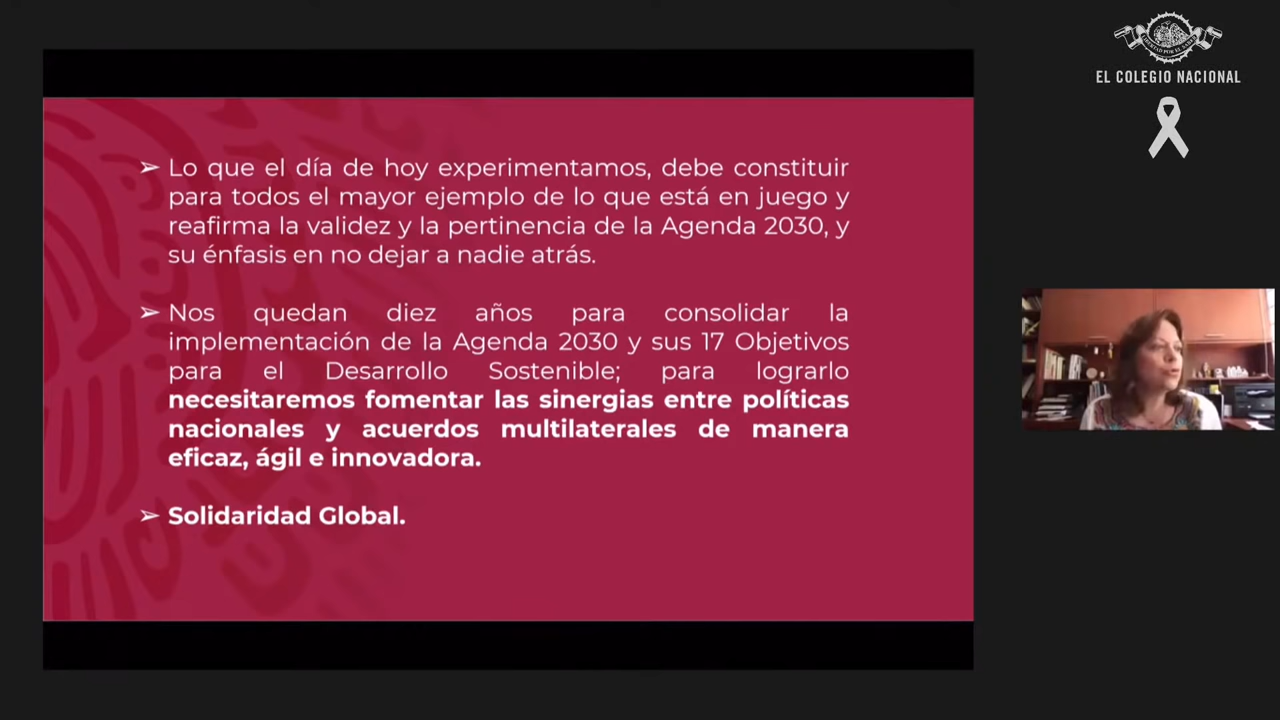 ➢ Lo que el día de hoy experimentamos, debe constituir
para todos el mayor ejemplo de lo que está en juego y
reafirma la validez y la pertinencia de la Agenda 2030, y
su énfasis en no dejar a nadie atrás.
➢ Nos quedan diez años para consolidar la
implementación de la Agenda 2030 y sus 17 Objetivos
para el Desarrollo Sostenible; para lograrlo
necesitaremos fomentar las sinergias entre políticas
nacionales y acuerdos multilaterales de manera
eficaz, ágil e innovadora.
➢ Solidaridad Global.
LIBERTAD POR EL SABER
EL COLEGIO NACIONAL